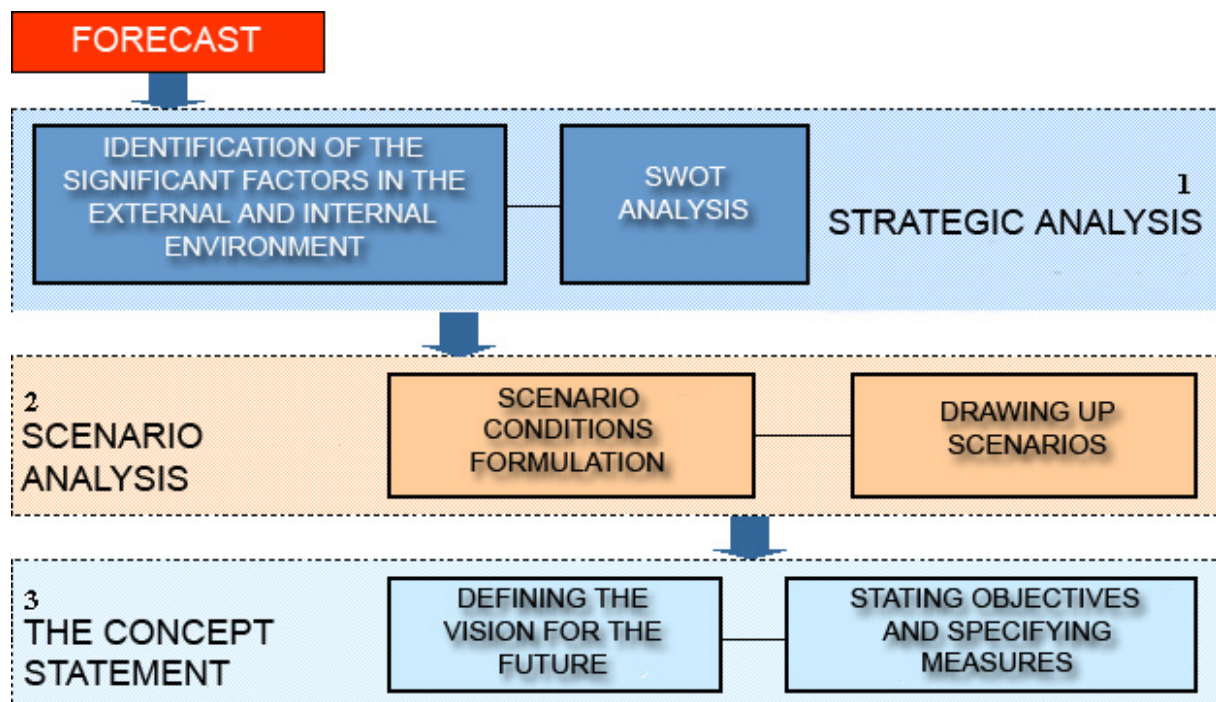 FORECAST
IDENTIFICATION OF THE
SIGNIFICANT FACTORS IN THE
EXTERNAL AND INTERNAL
ENVIRONMENT
SWOT
ANALYSIS
1
STRATEGIC ANALYSIS
2
SCENARIO
ANALYSIS
SCENARIO
CONDITIONS
FORMULATION
DRAWING UP
SCENARIOS
3
THE CONCEPT
STATEMENT
DEFINING THE
VISION FOR THE
FUTURE
STATING OBJECTIVES
AND SPECIFYING
MEASURES